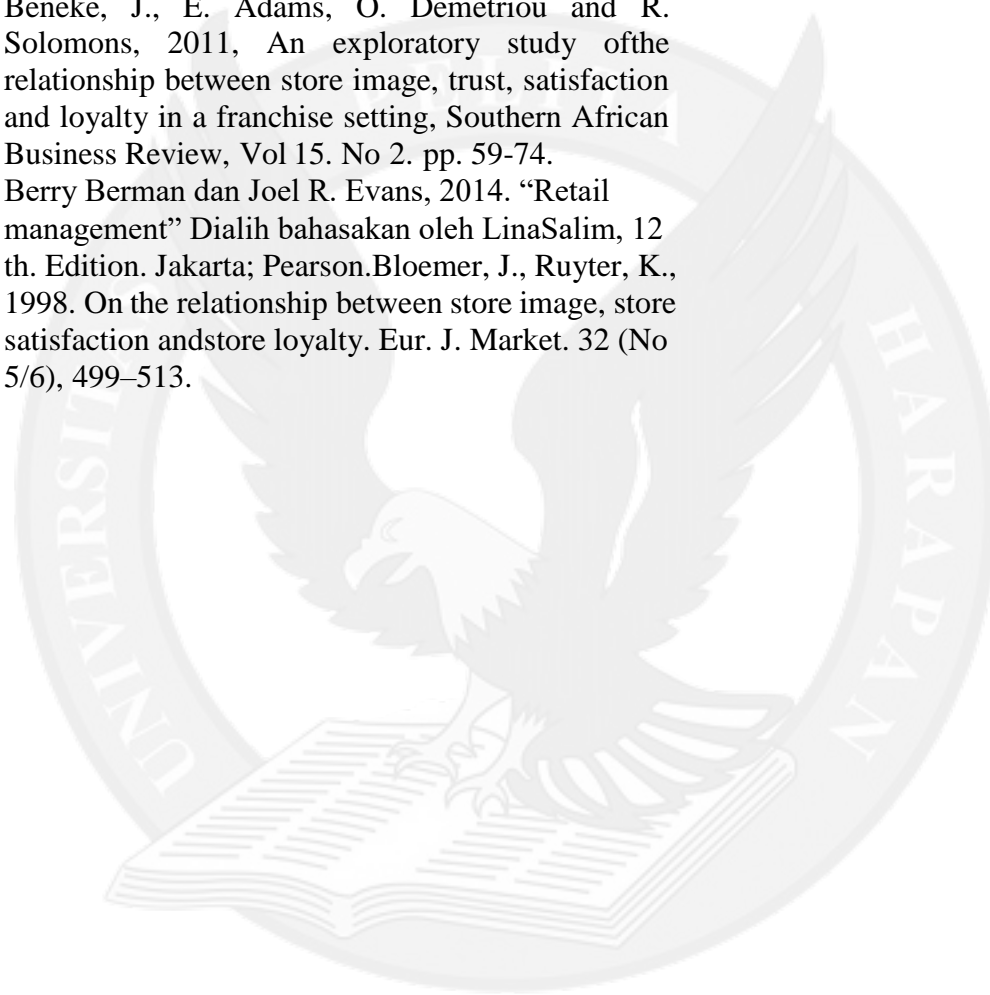 Beneke, J., E. Adams, O. Demetriou and R.
Solomons, 2011, An exploratory study ofthe
relationship between store image, trust, satisfaction
and loyalty in a franchise setting, Southern African
Business Review, Vol 15. No 2. pp. 59-74.
Berry Berman dan Joel R. Evans, 2014. “Retail
management” Dialih bahasakan oleh LinaSalim, 12
th. Edition. Jakarta; Pearson.Bloemer, J., Ruyter, K.,
1998. On the relationship between store image, store
satisfaction andstore loyalty. Eur. J. Market. 32 (No
5/6), 499–513.
UNIVERSITAS
PELITA
HARAPAN